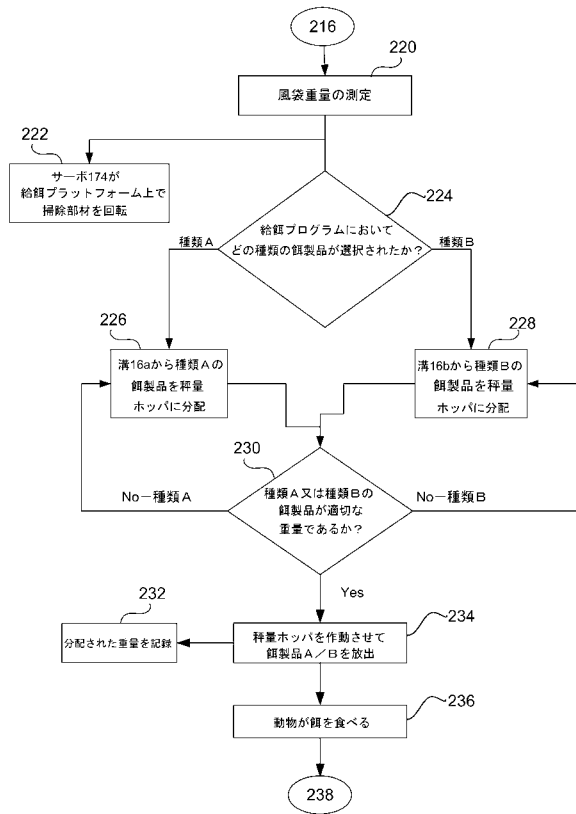 216
220
風袋重量の測定
222
サーボ174が
給餌プラットフォーム上で
掃除部材を回転
224
給餌プログラムにおいて
どの種類の餌製品が選択されたか?
種類A
種類B
226
溝16aから種類Aの
餌製品を秤量
ホッパに分配
228
溝16bから種類Bの
餌製品を秤量
ホッパに分配
230
種類A又は種類Bの
餌製品が適切な
重量であるか?
No-種類A
No-種類B
Yes
232
分配された重量を記録
234
秤量ホッパを作動させて
餌製品A/Bを放出
236
動物が餌を食べる
238